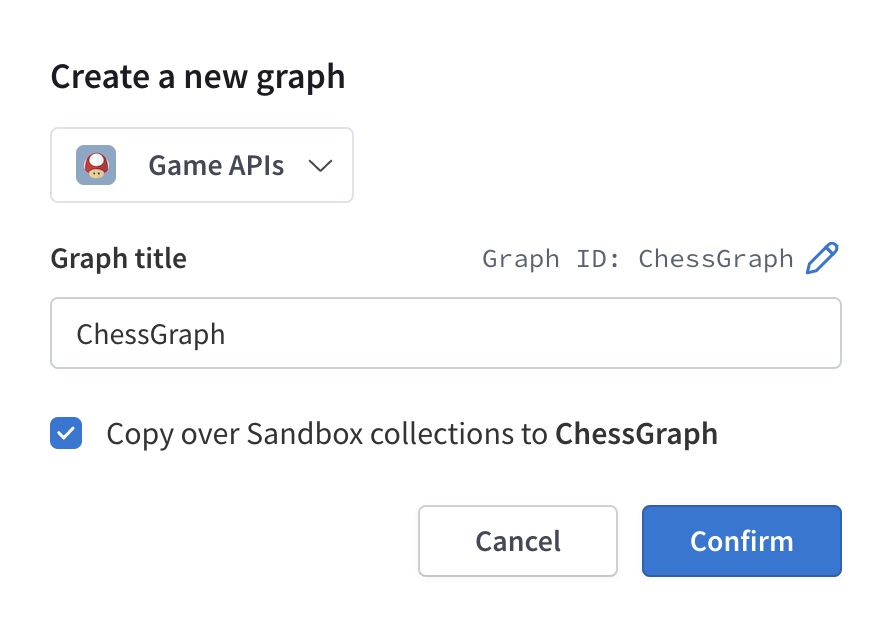 Create a new graph
Game APIs
Graph title
Graph ID: ChessGraph
ChessGraph
Copy over Sandbox collections to ChessGraph
Cancel
Confirm